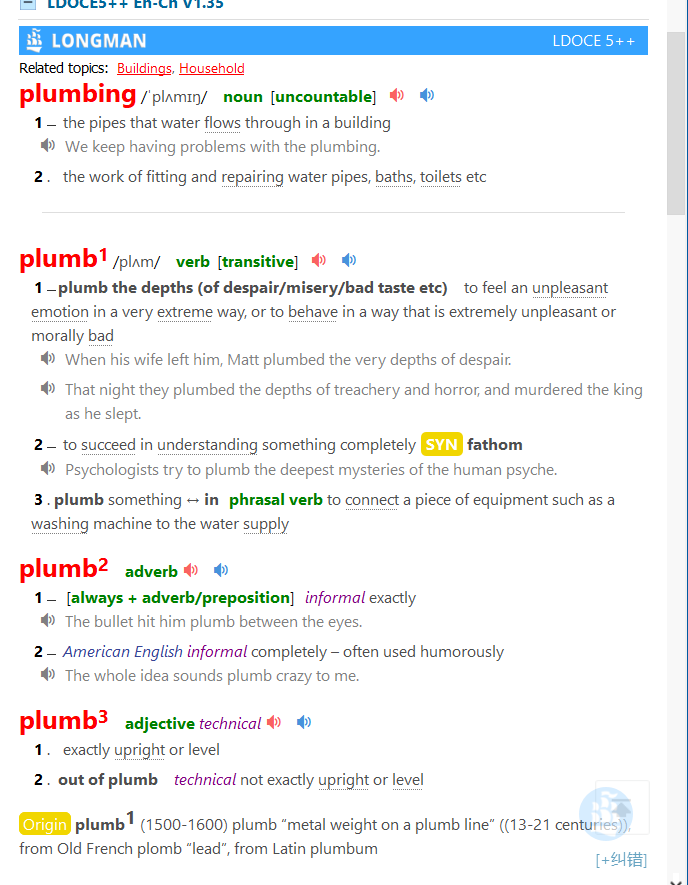 LDOCE5++ En-Cn V1.35
LONGMAN LDOCE 5++
Related topics: Buildings, Household
plumbing /ˈplʌmɪŋ/ noun [uncountable]
1 – the pipes that water flows through in a building
We keep having problems with the plumbing.
2 . the work of fitting and repairing water pipes, baths, toilets etc
plumb1 /plʌm/ verb [transitive]
1 – plumb the depths (of despair/misery/bad taste etc) to feel an unpleasant
emotion in a very extreme way, or to behave in a way that is extremely unpleasant or
morally bad
When his wife left him, Matt plumbed the very depths of despair.
That night they plumbed the depths of treachery and horror, and murdered the king
as he slept.
2 – to succeed in understanding something completely SYN fathom
Psychologists try to plumb the deepest mysteries of the human psyche.
3 . plumb something ↔ in phrasal verb to connect a piece of equipment such as a
washing machine to the water supply
plumb2 adverb
1 – [always + adverb/preposition] informal exactly
The bullet hit him plumb between the eyes.
2 – American English informal completely – often used humorously
The whole idea sounds plumb crazy to me.
plumb3 adjective technical
1 . exactly upright or level
2 . out of plumb technical not exactly upright or level
Origin plumb1 (1500-1600) plumb “metal weight on a plumb line” ((13-21 centuries)),
from Old French plomb “lead”, from Latin plumbum
[+纠错]